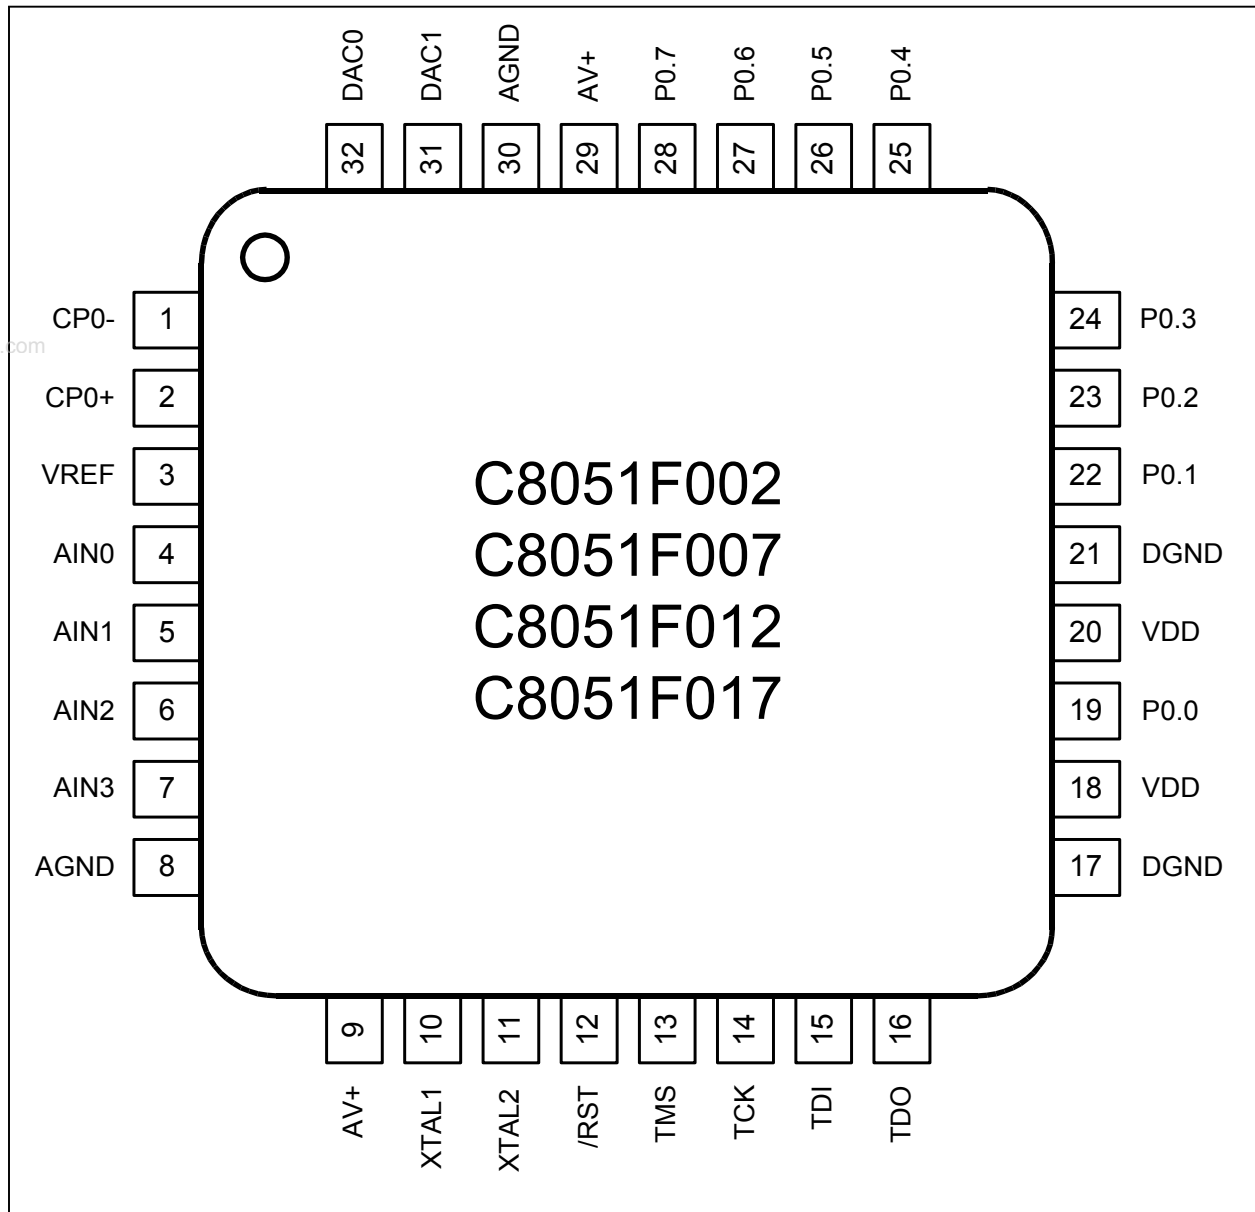 DAC0 DAC1 AGND AV+ P0.7 P0.6 P0.5 P0.4
32 31 30 29 28 27 26 25
CP0- 1 24 P0.3
.com
CP0+ 2 23 P0.2
VREF 3 22 P0.1
C8051F002
AIN0 4 21 DGND
C8051F007
AIN1 5 20 VDD
C8051F012
AIN2 6 19 P0.0
C8051F017
AIN3 7 18 VDD
AGND 8 17 DGND
9 10 11 12 13 14 15 16
AV+ XTAL1 XTAL2 /RST TMS TCK TDI TDO